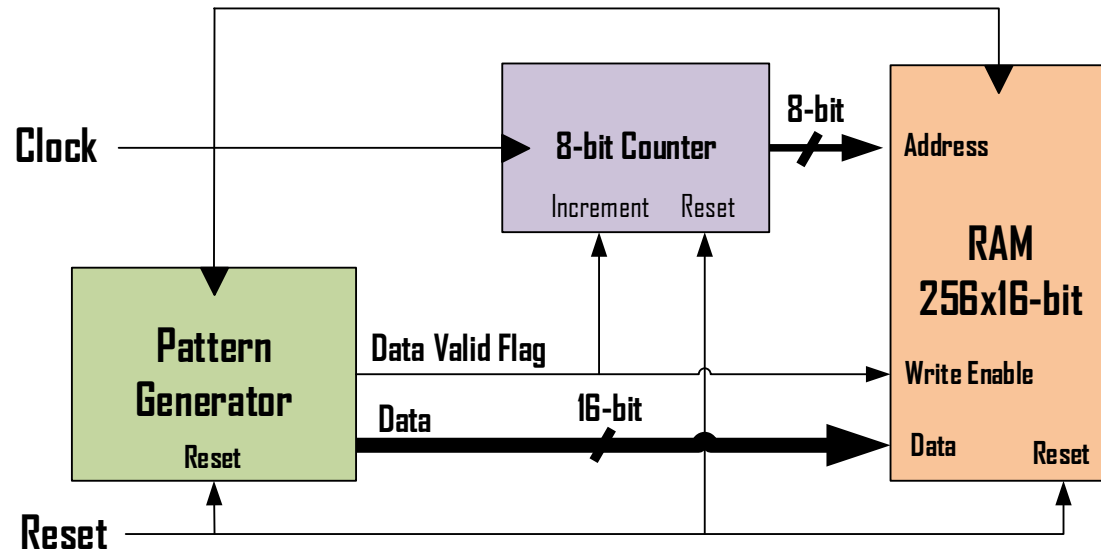 Clock
8-bit Counter
Increment
Reset
8-bit
Address
RAM
256x16-bit
Write Enable
Data
Reset
Pattern
Generator
Reset
Data Valid Flag
Data
16-bit
Reset